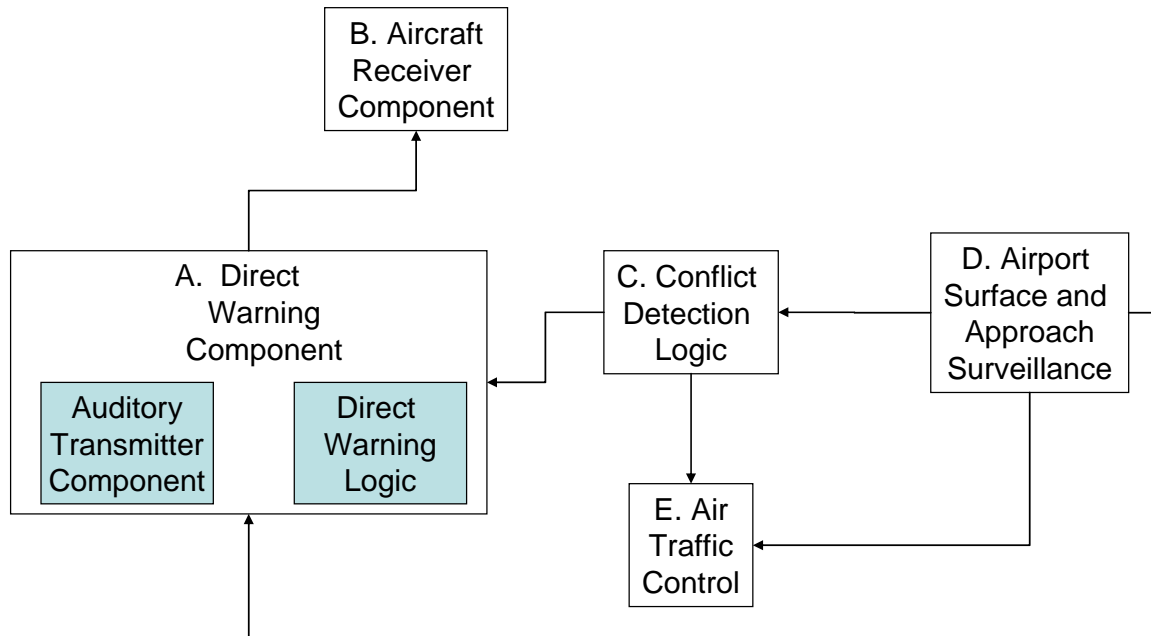 B. Aircraft
Receiver
Component
A. Direct
Warning
Component
Auditory
Transmitter
Component
Direct
Warning
Logic
C. Conflict
Detection
Logic
D. Airport
Surface and
Approach
Surveillance
E. Air
Traffic
Control